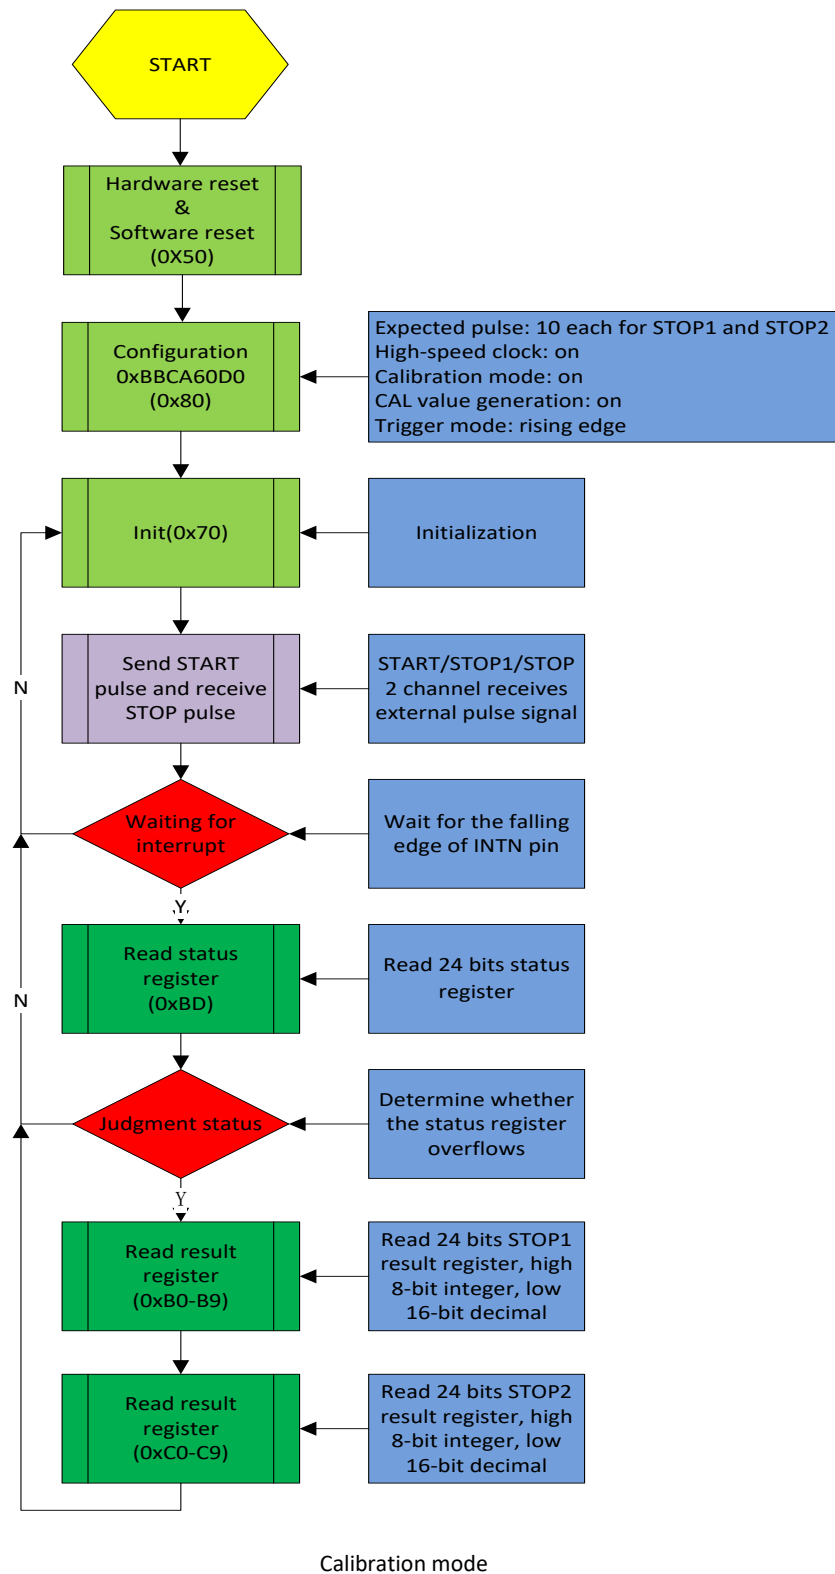 START
Hardware reset
&
Software reset
(0X50)
Configuration
0xBBCA60D0
(0x80)
Expected pulse: 10 each for STOP1 and STOP2
High-speed clock: on
Calibration mode: on
CAL value generation: on
Trigger mode: rising edge
Init(0x70)
Initialization
Send START
pulse and receive
STOP pulse
START/STOP1/STOP
2 channel receives
external pulse signal
N
Waiting for
interrupt
Wait for the falling
edge of INTN pin
Y
Read status
register
(0xBD)
Read 24 bits status
register
N
Judgment status
Determine whether
the status register
overflows
Y
Read result
register
(0xB0-B9)
Read 24 bits STOP1
result register, high
8-bit integer, low
16-bit decimal
Read result
register
(0xC0-C9)
Read 24 bits STOP2
result register, high
8-bit integer, low
16-bit decimal
Calibration mode